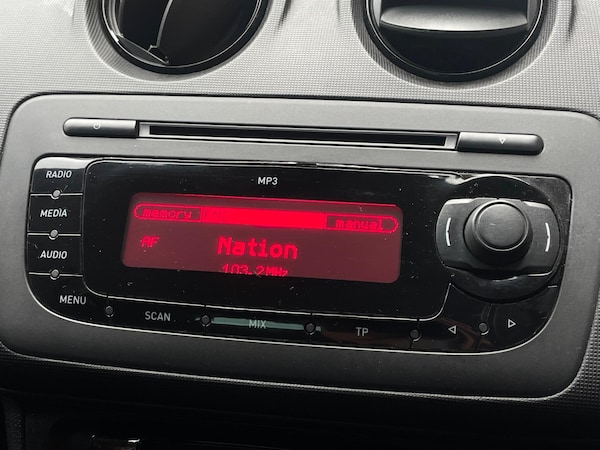 MP3
RADIO
MEDIA
AUDIO
MENU
memory
manual
AF
Nation
103.2MHz
SCAN
MIX
TP